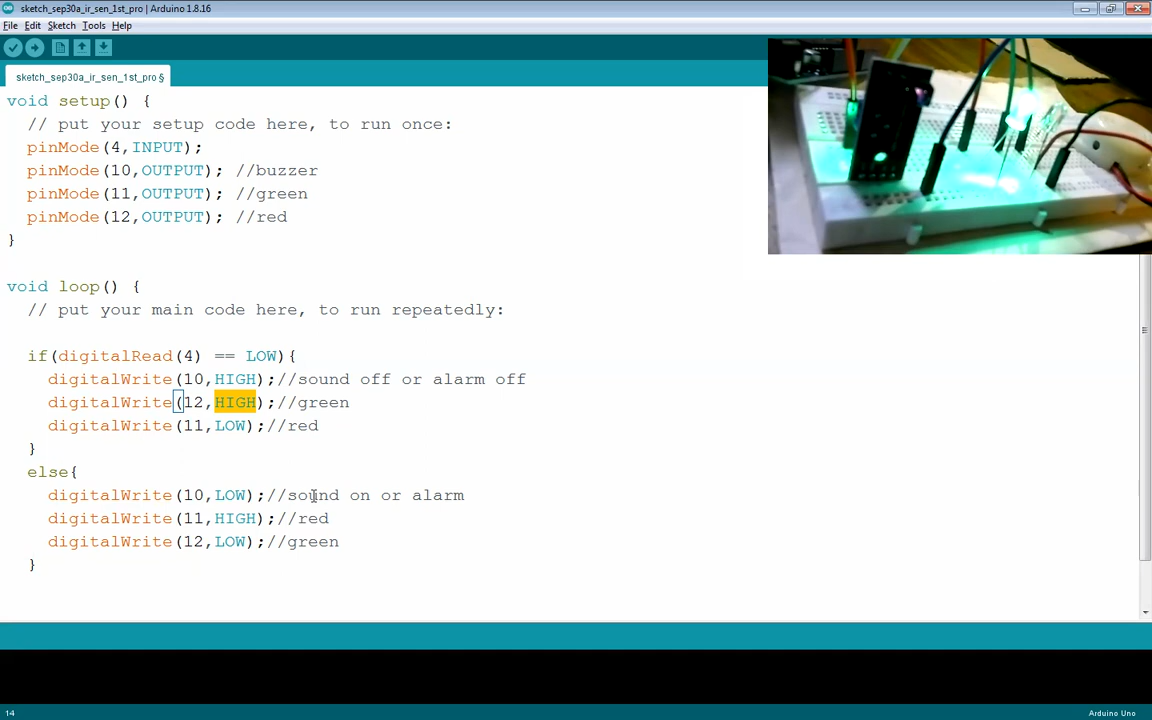 sketch_sep30a_ir_sen_1st_pro | Arduino 1.8.16
File Edit Sketch Tools Help
sketch_sep30a_ir_sen_1st_pro §
void setup() {
// put your setup code here, to run once:
pinMode(4,INPUT);
pinMode(10,OUTPUT); //buzzer
pinMode(11,OUTPUT); //green
pinMode(12,OUTPUT); //red
}
void loop() {
// put your main code here, to run repeatedly:
if(digitalRead(4) == LOW){
digitalWrite(10,HIGH);//sound off or alarm off
digitalWrite(12,HIGH);//green
digitalWrite(11,LOW);//red
}
else{
digitalWrite(10,LOW);//sound on or alarm
digitalWrite(11,HIGH);//red
digitalWrite(12,LOW);//green
}
14 Arduino Uno